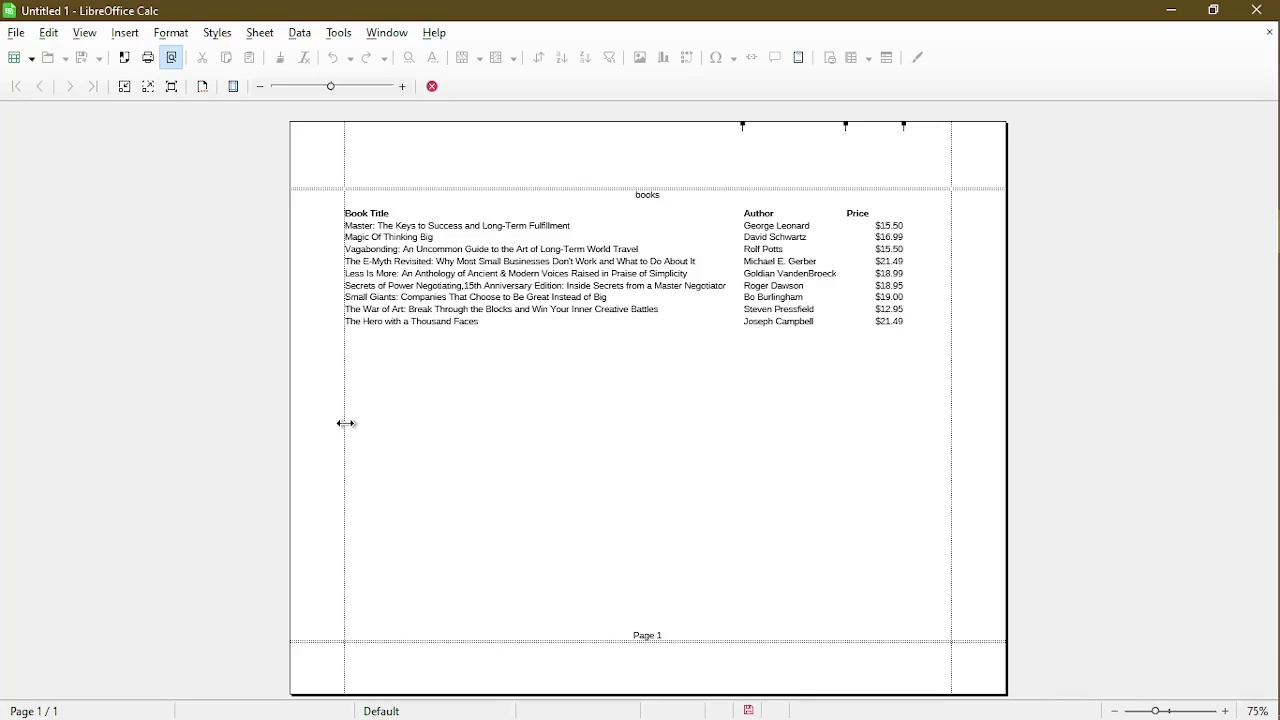 Untitled 1 - LibreOffice Calc
File Edit View Insert Format Styles Sheet Data Tools Window Help
books
Book Title Author Price
Master: The Keys to Success and Long-Term Fulfillment George Leonard $15.50
Magic Of Thinking Big David Schwartz $16.99
Vagabonding: An Uncommon Guide to the Art of Long-Term World Travel Rolf Potts $15.50
The E-Myth Revisited: Why Most Small Businesses Don't Work and What to Do About It Michael E. Gerber $21.49
Less Is More: An Anthology of Ancient & Modern Voices Raised in Praise of Simplicity Goldian VandenBroeck $18.99
Secrets of Power Negotiating,15th Anniversary Edition: Inside Secrets from a Master Negotiator Roger Dawson $18.95
Small Giants: Companies That Choose to Be Great Instead of Big Bo Burlingham $19.00
The War of Art: Break Through the Blocks and Win Your Inner Creative Battles Steven Pressfield $12.95
The Hero with a Thousand Faces Joseph Campbell $21.49
Page 1
Page 1 / 1 Default 75%